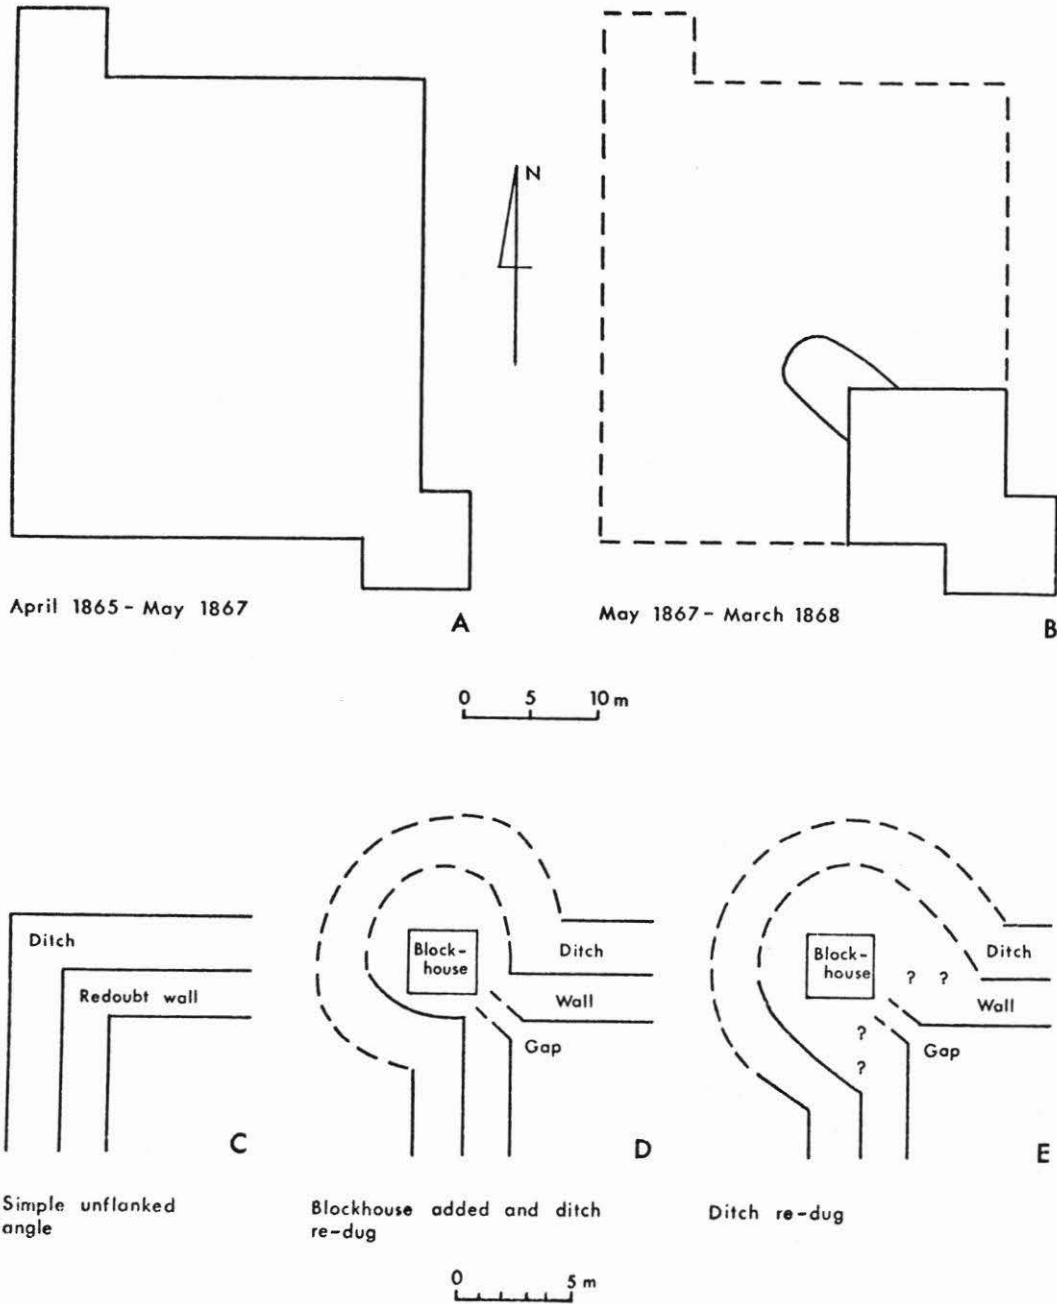 N
April 1865 - May 1867
A
May 1867 - March 1868
B
0 5 10 m
Ditch
Redoubt wall
C
Simple unflanked
angle
Block-
house
Ditch
Wall
Gap
D
Blockhouse added and ditch
re-dug
Block-
house
? ?
Ditch
Wall
?
?
Gap
E
Ditch re-dug
0 5 m